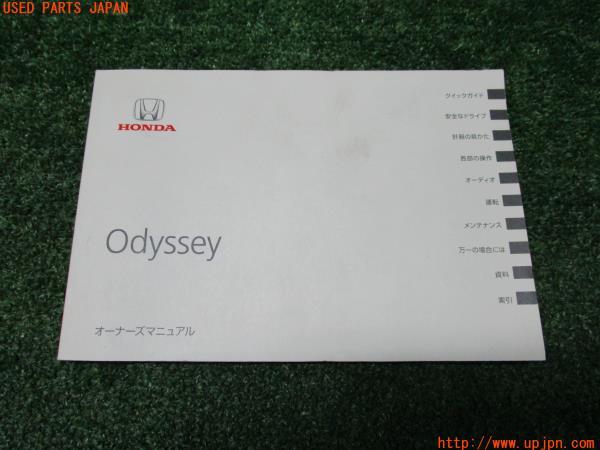 USED PARTS JAPAN
HONDA
Odyssey
オーナーズマニュアル
クイックガイド
安全なドライブ
計器の見かた
各部の操作
オーディオ
運転
メンテナンス
万一の場合には
資料
索引
http://www.upjpn.com/